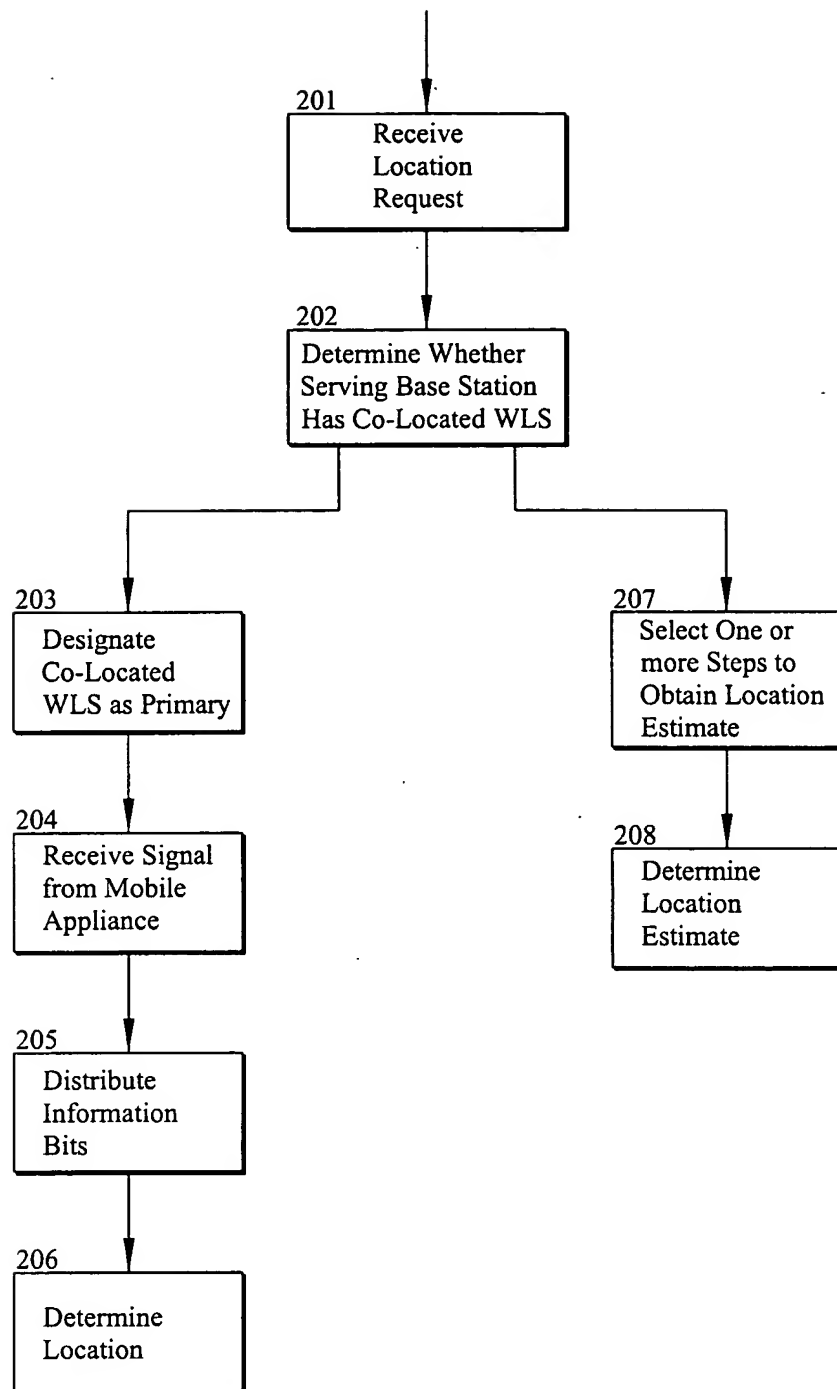 201
Receive
Location
Request
202
Determine Whether
Serving Base Station
Has Co-Located WLS
203
Designate
Co-Located
WLS as Primary
204
Receive Signal
from Mobile
Appliance
205
Distribute
Information
Bits
206
Determine
Location
207
Select One or
more Steps to
Obtain Location
Estimate
208
Determine
Location
Estimate